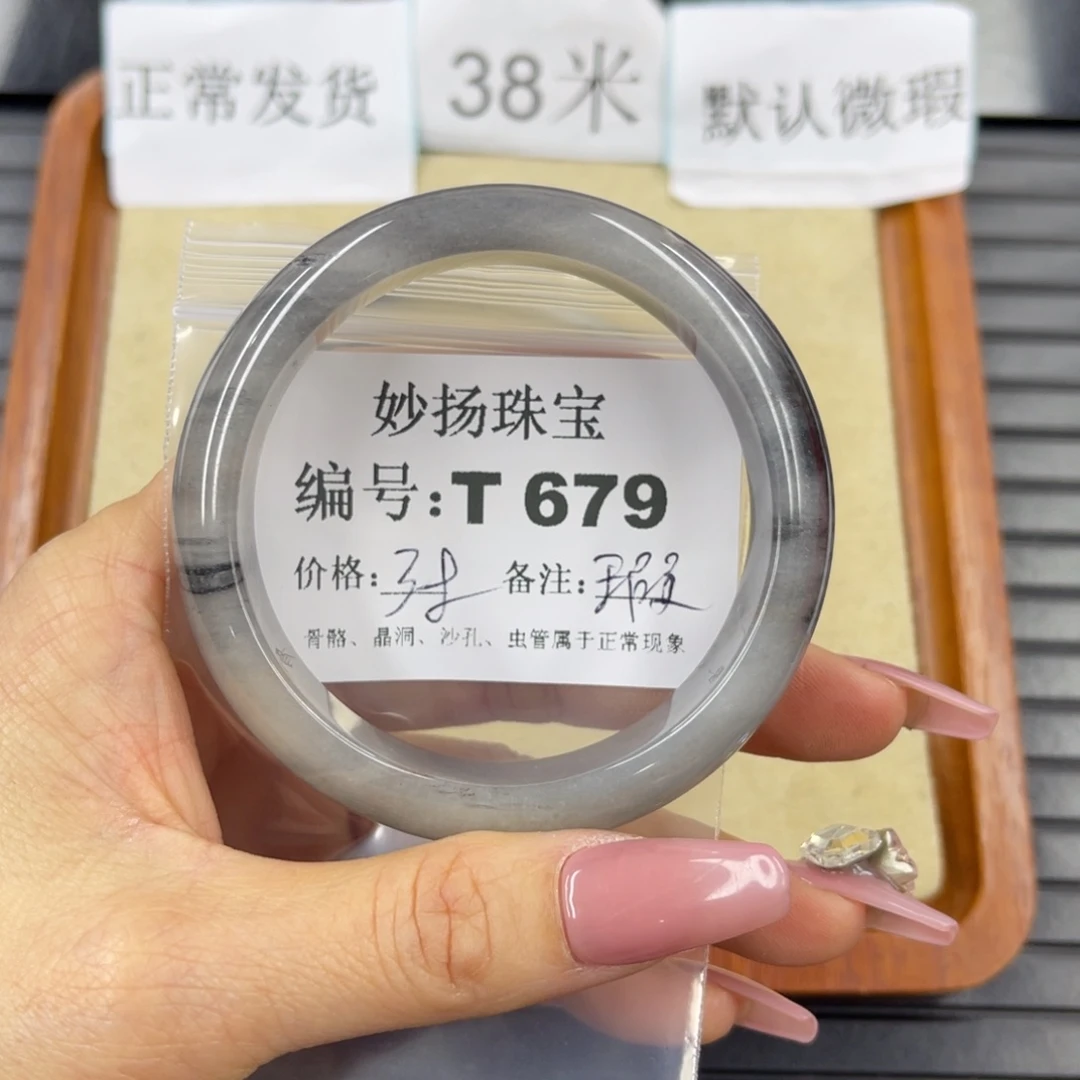 正常发货
38米
默认微瑕
妙扬珠宝
编号:T 679
价格: 备注:瑕
骨骼、晶洞、沙孔、虫管属于正常现象